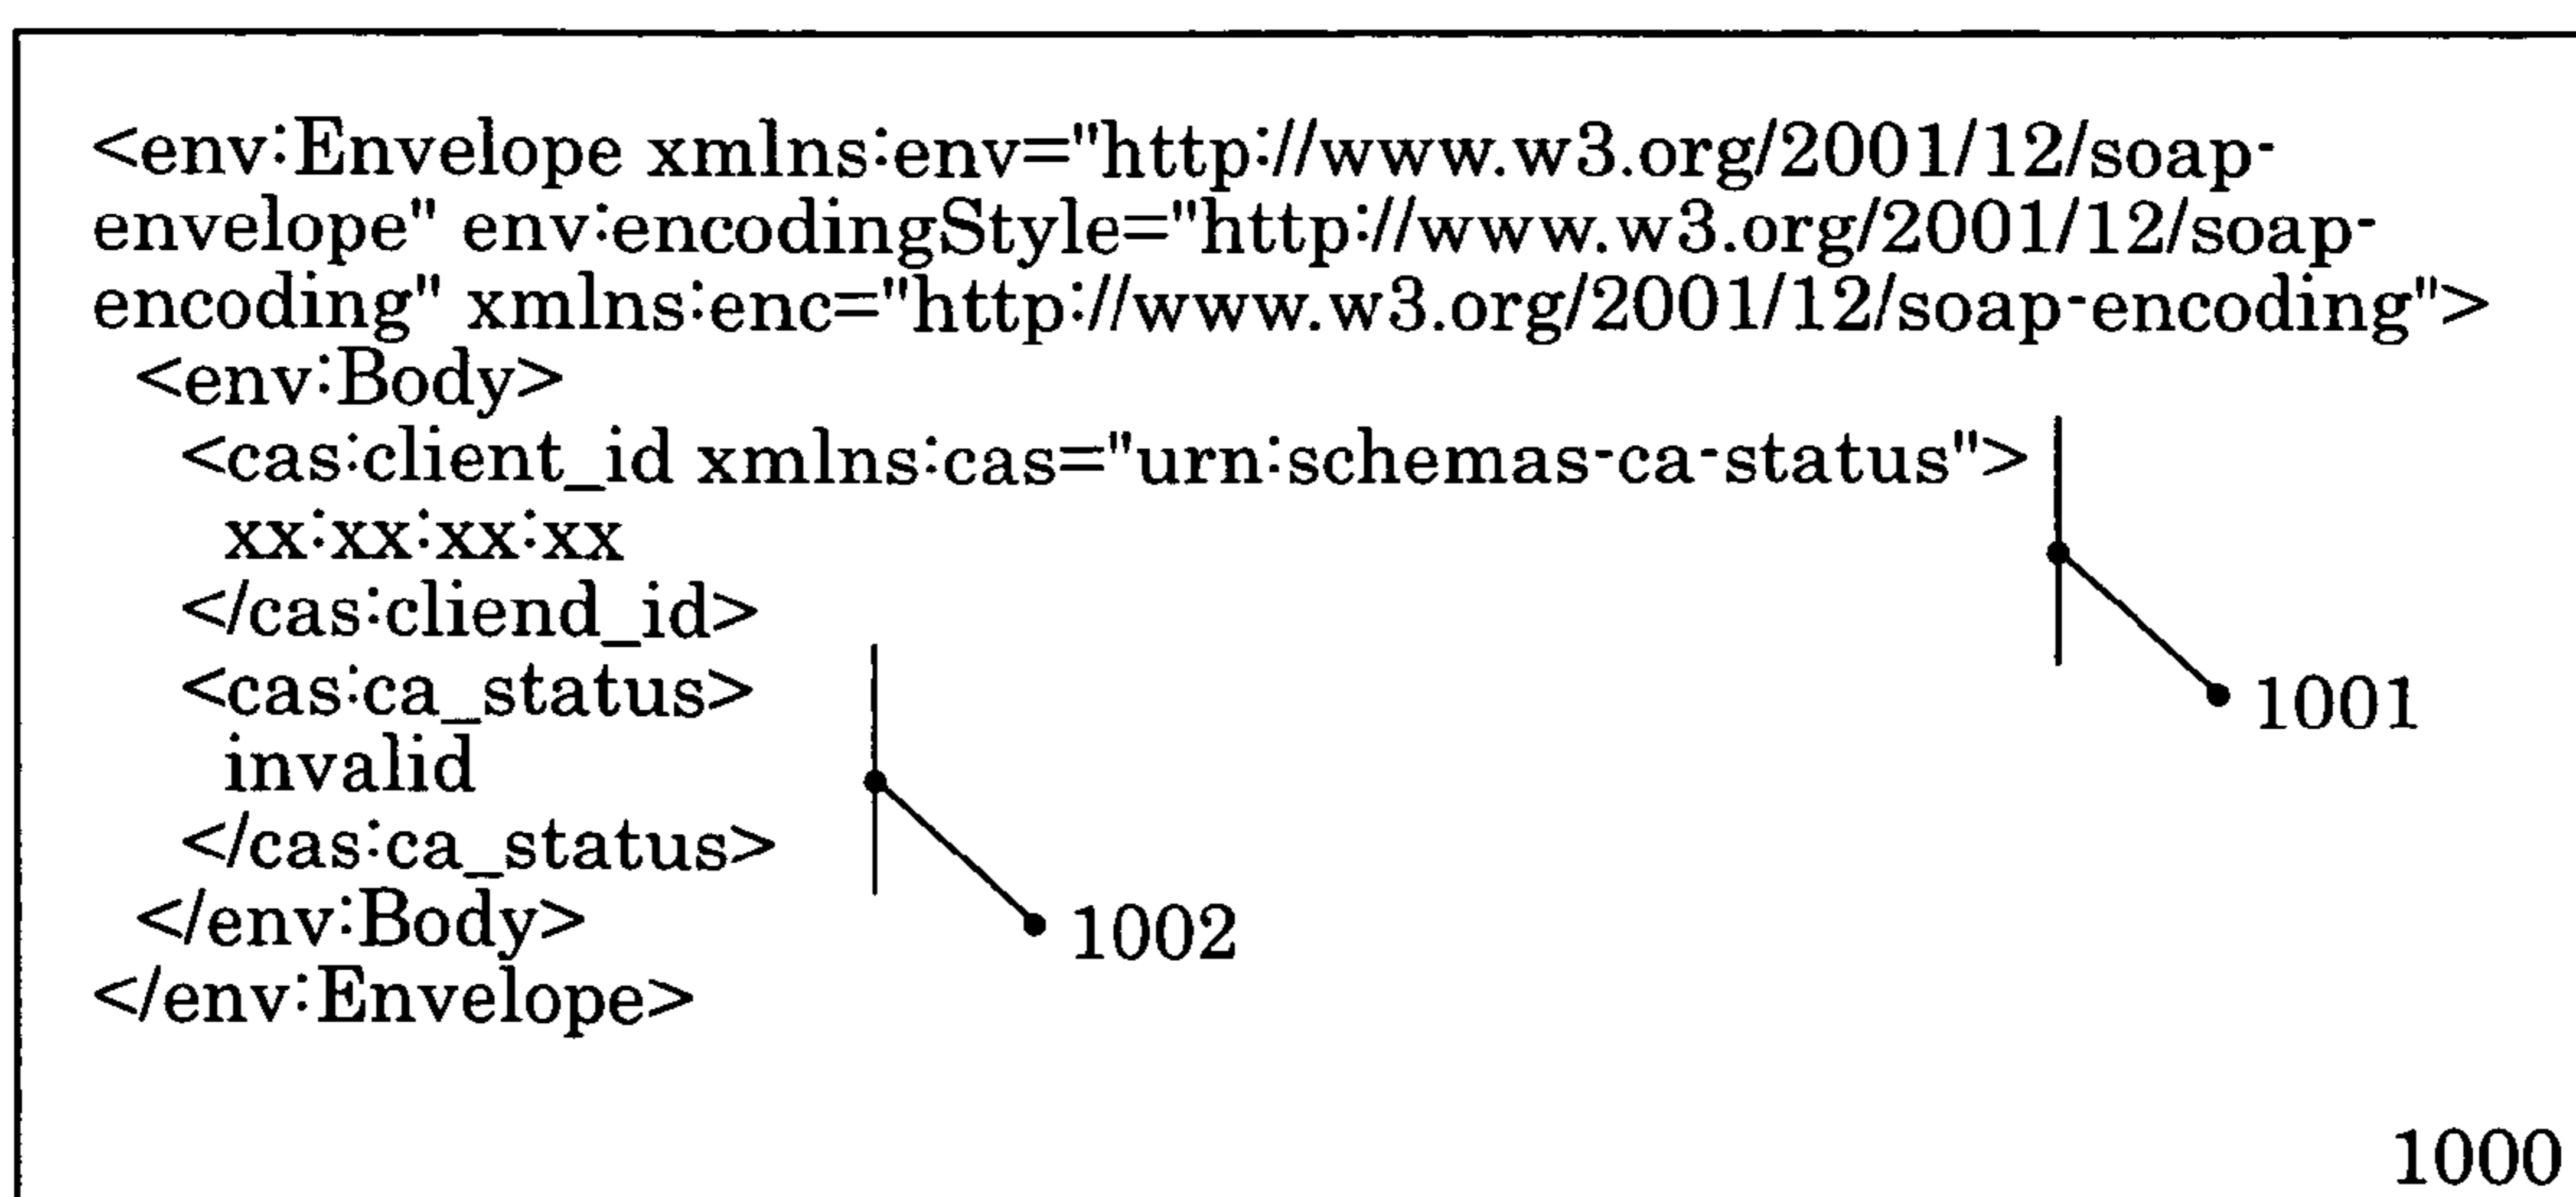 <env:Envelope xmlns:env="http://www.w3.org/2001/12/soap-
envelope" env:encodingStyle="http://www.w3.org/2001/12/soap-
encoding" xmlns:enc="http://www.w3.org/2001/12/soap-encoding">
<env:Body>
<cas:client_id xmlns:cas="urn:schemas-ca-status">
xx:xx:xx:xx
</cas:cliend_id>
<cas:ca_status>
1001
invalid
</cas:ca_status>
</env:Body>
1002
</env:Envelope>
1000